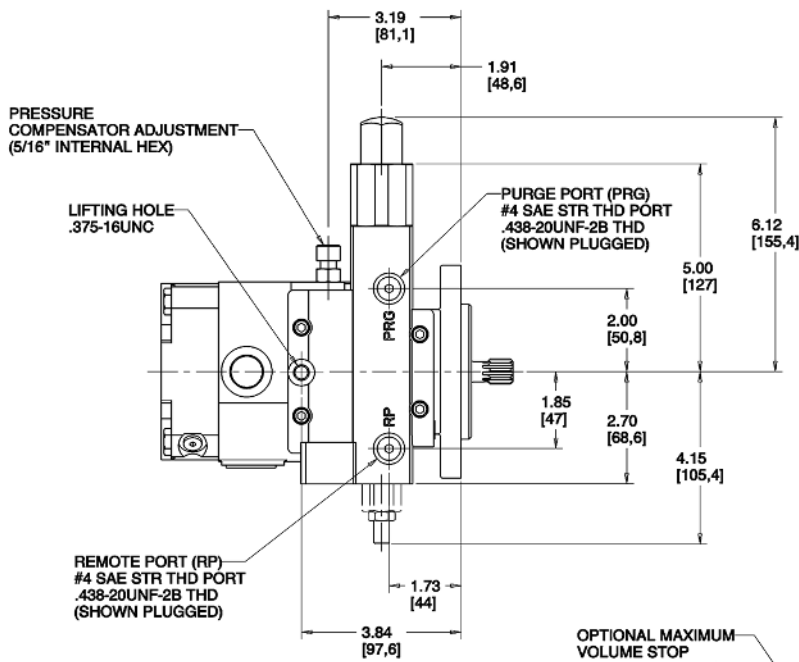 3.19
[81,1]
1.91
[48,6]
PRESSURE
COMPENSATOR ADJUSTMENT
(5/16" INTERNAL HEX)
LIFTING HOLE
.375-16UNC
PURGE PORT (PRG)
#4 SAE STR THD PORT
.438-20UNF-2B THD
(SHOWN PLUGGED)
6.12
[155,4]
5.00
[127]
2.00
[50,8]
PRG
1.85
[47]
2.70
[68,6]
RP
4.15
[105,4]
REMOTE PORT (RP)
#4 SAE STR THD PORT
.438-20UNF-2B THD
(SHOWN PLUGGED)
1.73
[44]
3.84
[97,6]
OPTIONAL MAXIMUM
VOLUME STOP